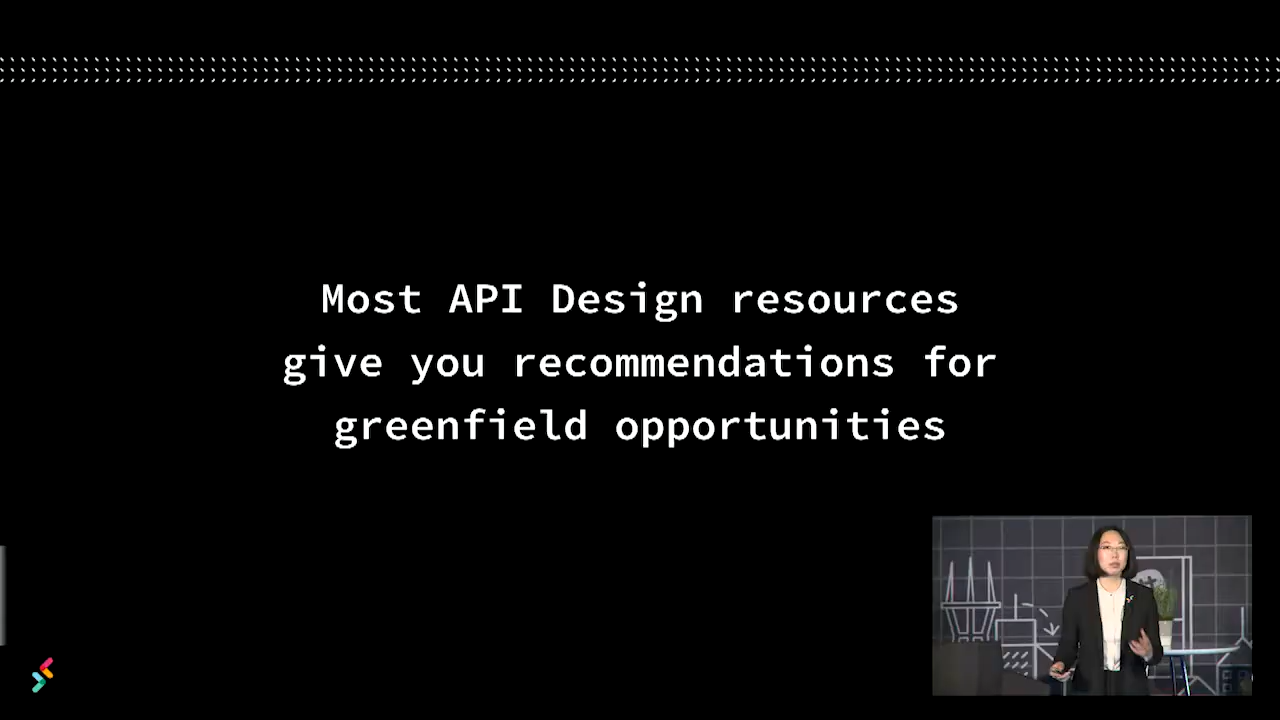 Most API Design resources
give you recommendations for
greenfield opportunities